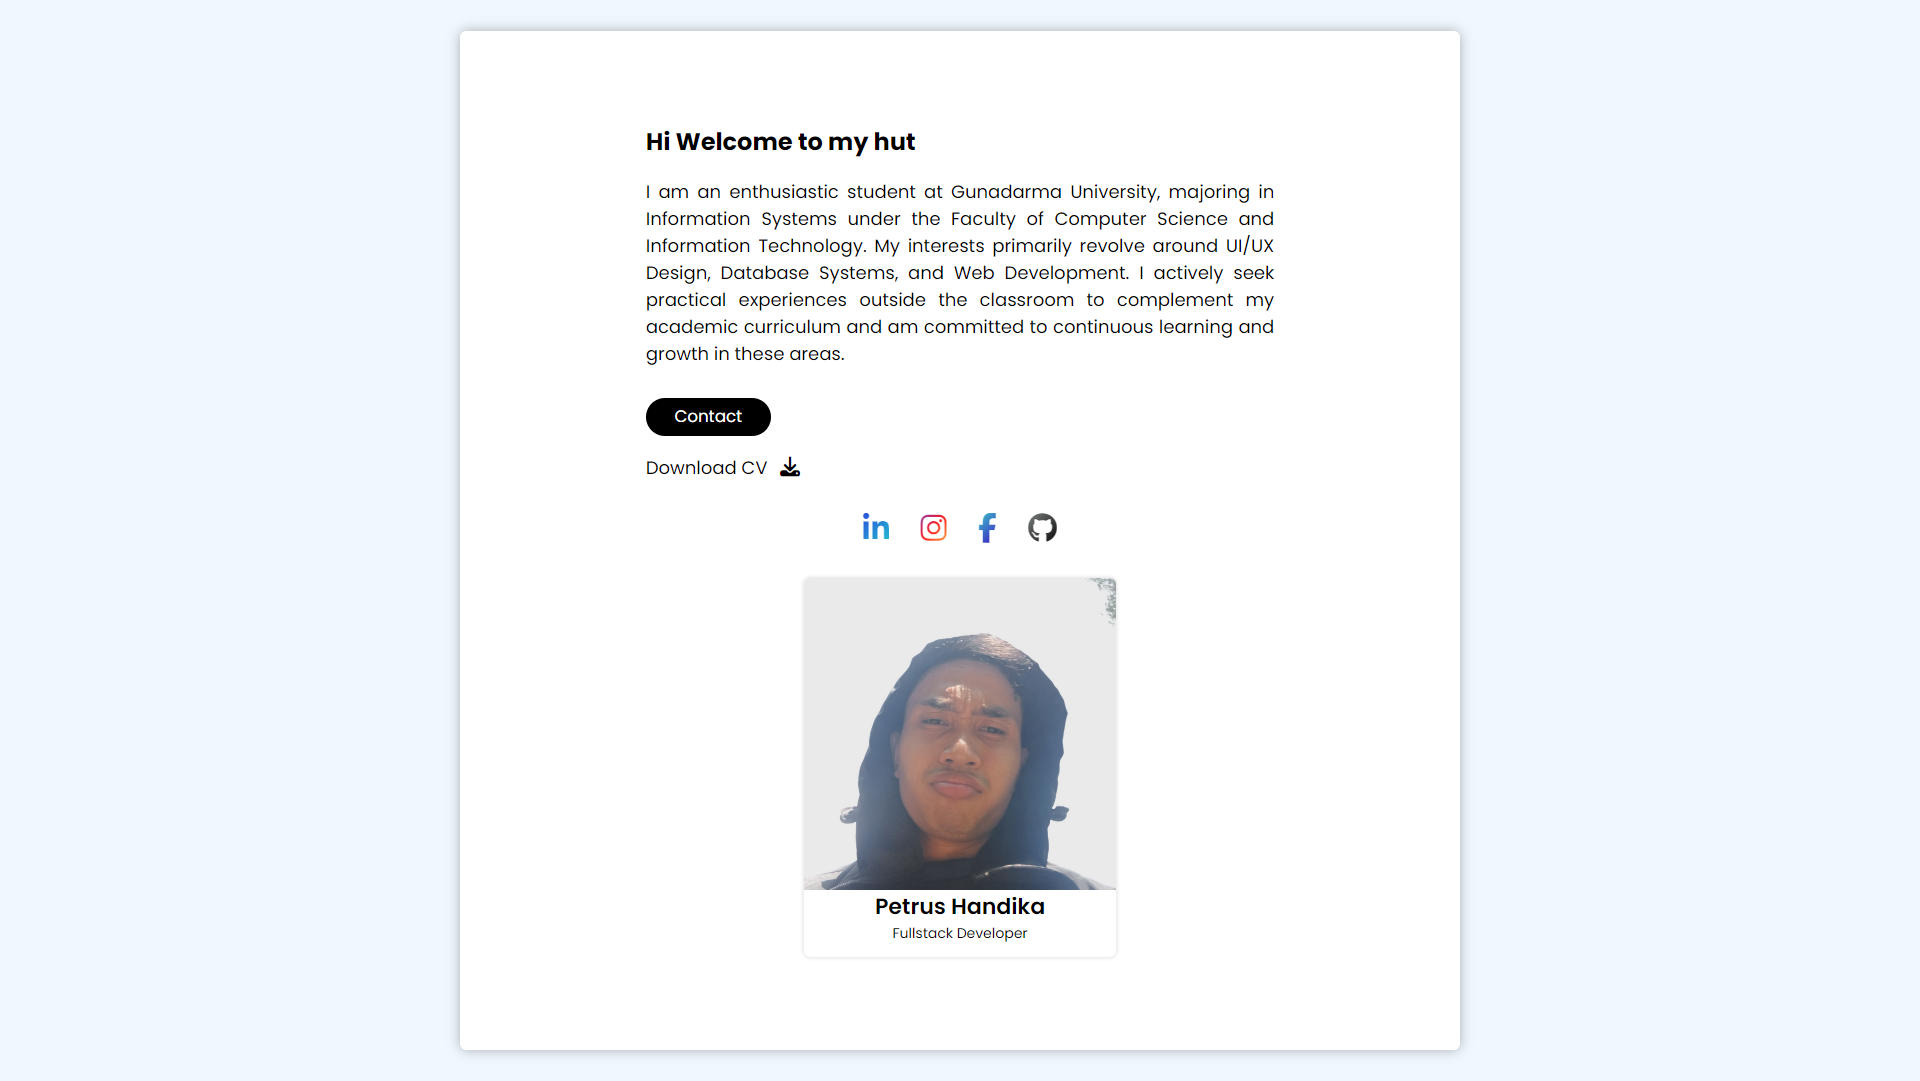 Hi Welcome to my hut
I am an enthusiastic student at Gunadarma University, majoring in
Information Systems under the Faculty of Computer Science and
Information Technology. My interests primarily revolve around UI/UX
Design, Database Systems, and Web Development. I actively seek
practical experiences outside the classroom to complement my
academic curriculum and am committed to continuous learning and
growth in these areas.
Contact
Download CV
Petrus Handika
Fullstack Developer